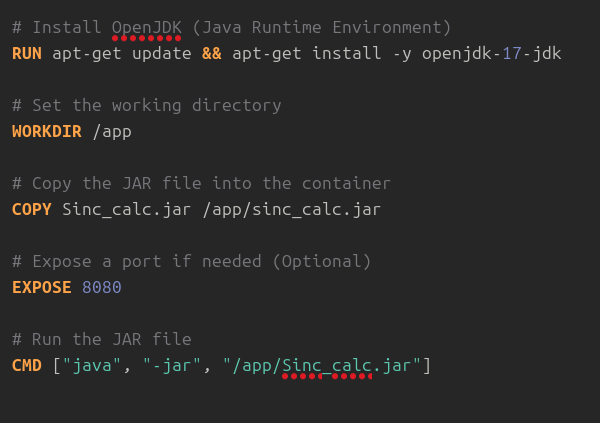 # Install OpenJDK (Java Runtime Environment)
RUN apt-get update && apt-get install -y openjdk-17-jdk
# Set the working directory
WORKDIR /app
# Copy the JAR file into the container
COPY Sinc_calc.jar /app/sinc_calc.jar
# Expose a port if needed (Optional)
EXPOSE 8080
# Run the JAR file
CMD ["java", "-jar", "/app/Sinc_calc.jar"]